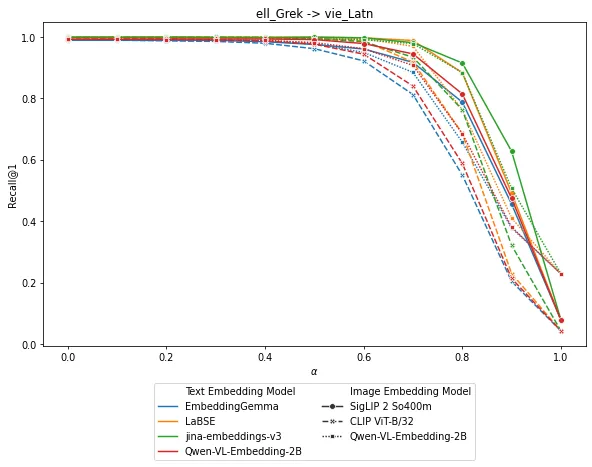 ell_Grek -> vie_Latn
Recall@1
1.0
0.8
0.6
0.4
0.2
0.0
0.0 0.2 0.4 0.6 0.8 1.0
α
Text Embedding Model
EmbeddingGemma
LaBSE
jina-embeddings-v3
Qwen-VL-Embedding-2B
Image Embedding Model
SigLIP 2 So400m
CLIP ViT-B/32
Qwen-VL-Embedding-2B